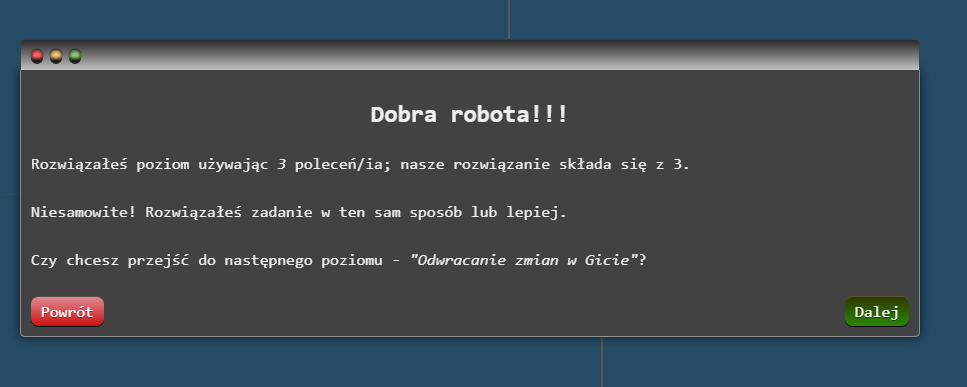 Dobra robota!!!
Rozwiązałeś poziom używając 3 poleceń/ia; nasze rozwiązanie składa się z 3.
Niesamowite! Rozwiązałeś zadanie w ten sam sposób lub lepiej.
Czy chcesz przejść do następnego poziomu - "Odwracanie zmian w Gicie"?
Powrót
Dalej